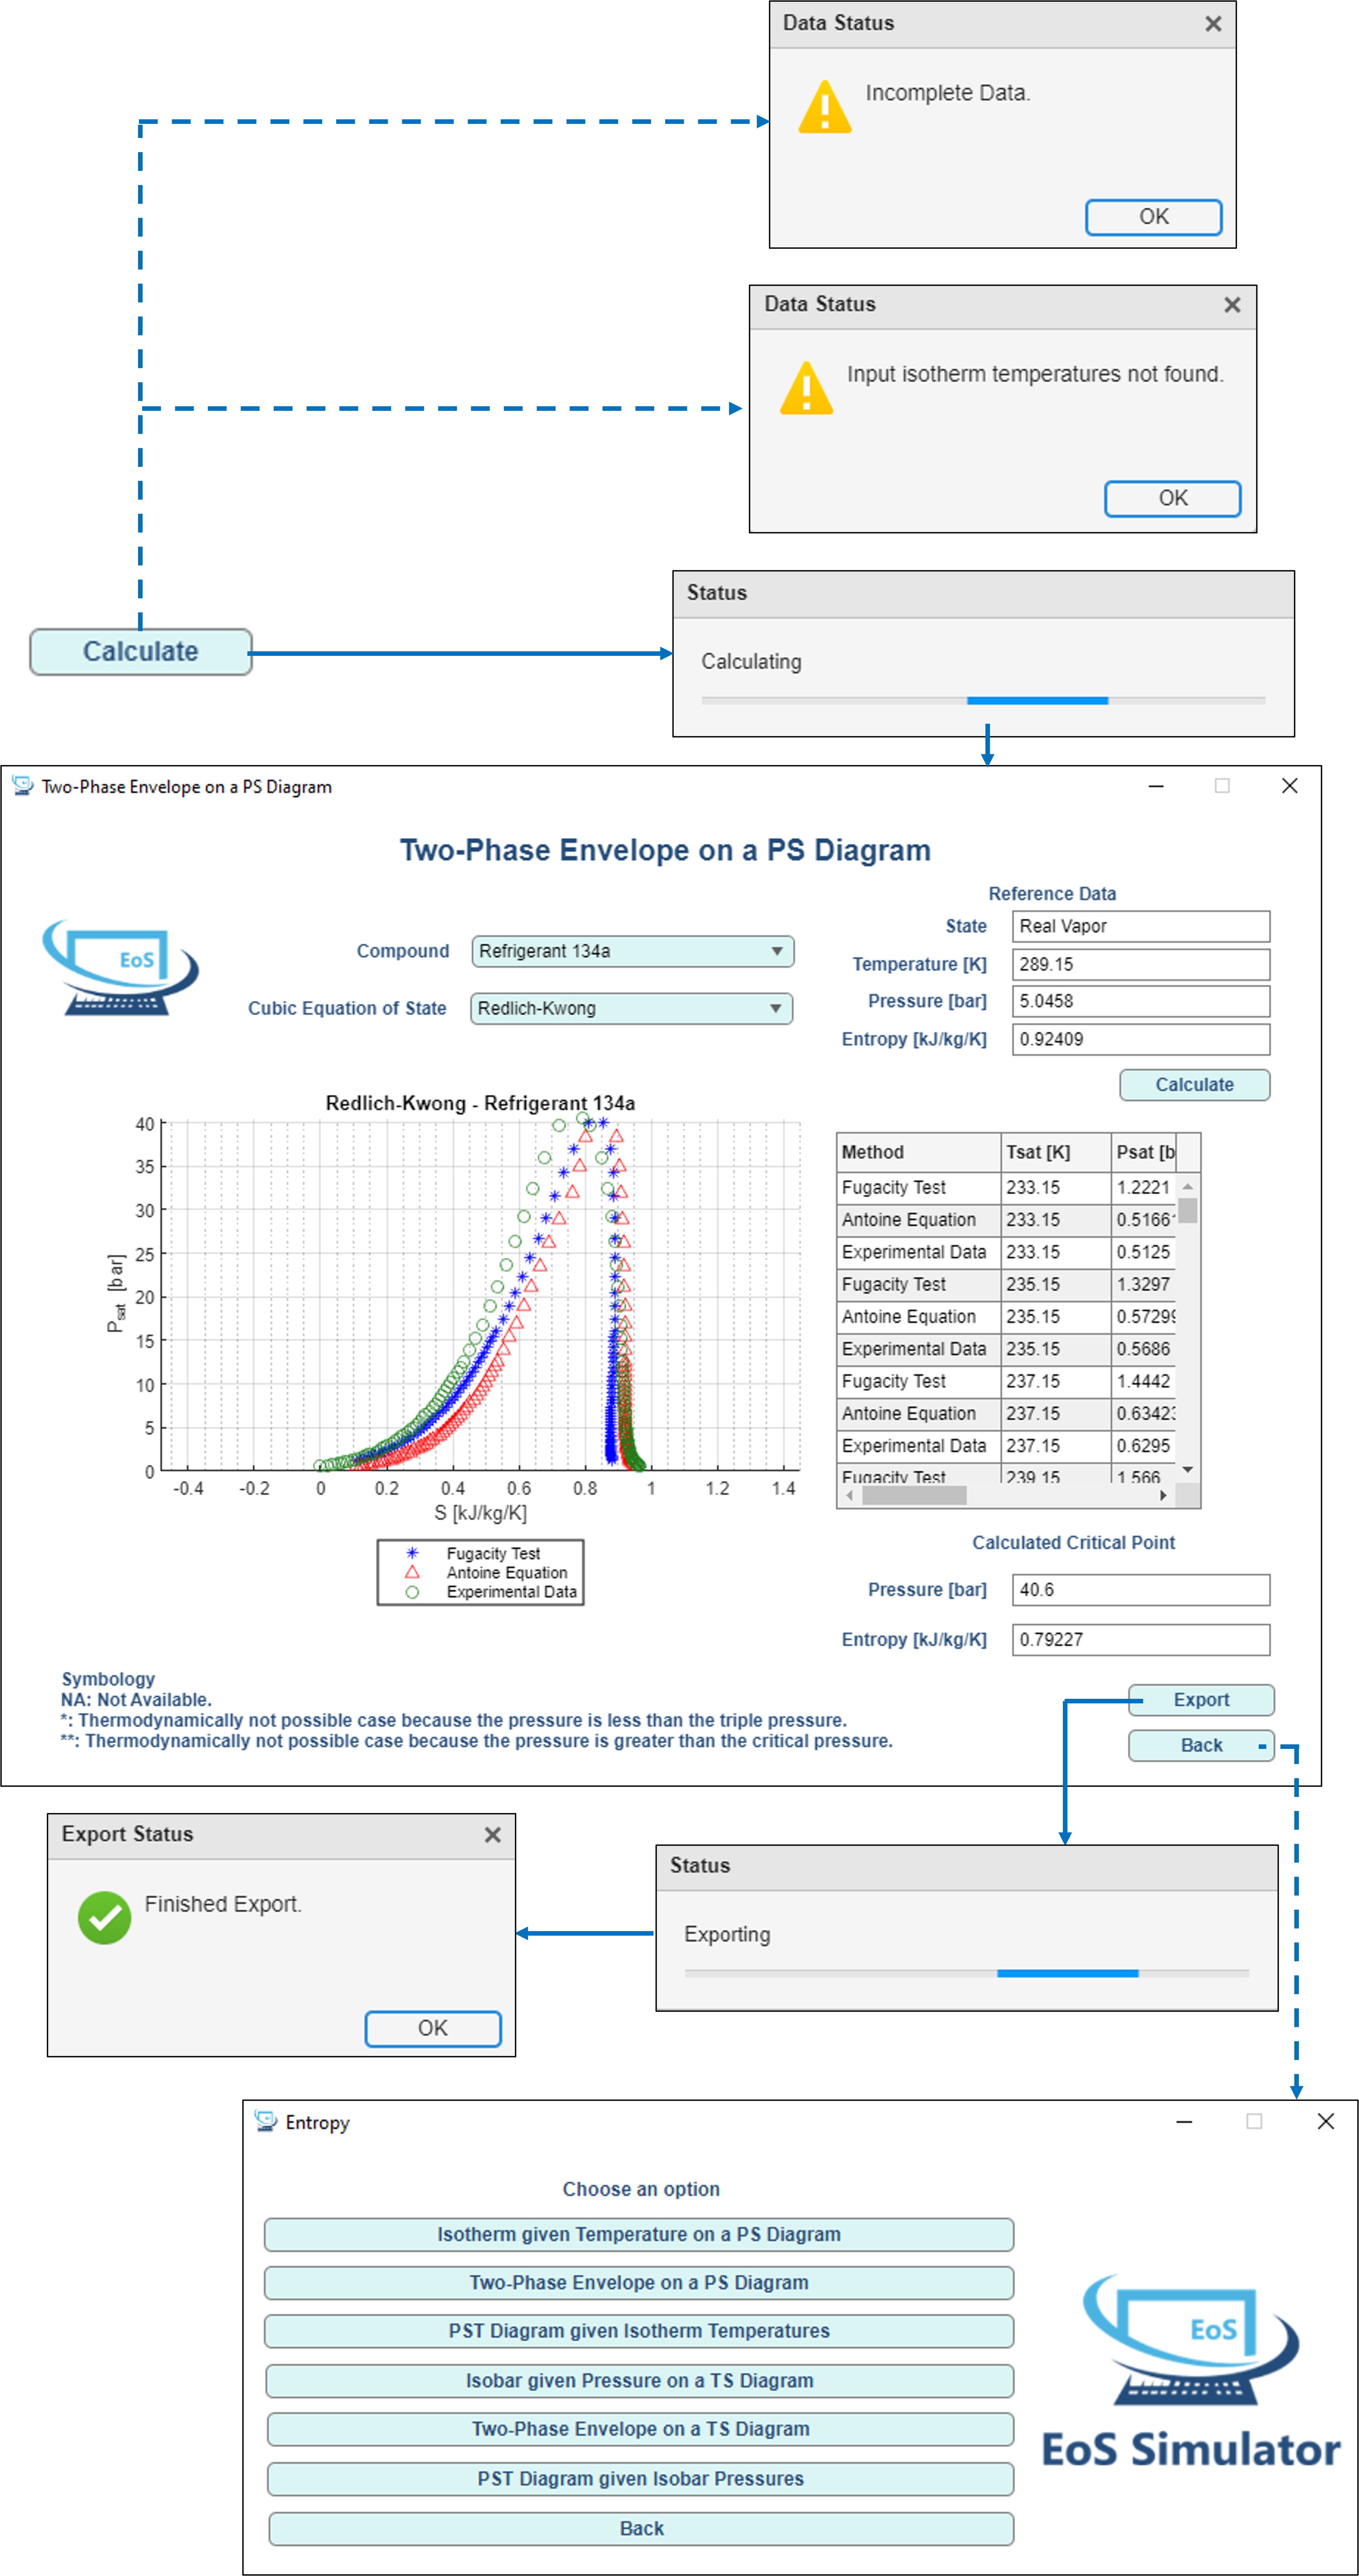 Data Status
Incomplete Data.
OK
Data Status
Input isotherm temperatures not found.
OK
Status
Calculate
Calculating
Two-Phase Envelope on a PS Diagram
Two-Phase Envelope on a PS Diagram
Reference Data
State Real Vapor
EoS
Compound Refrigerant 134a
Temperature [K] 289.15
Pressure [bar] 5.0458
Cubic Equation of State Redlich-Kwong
Entropy [kJ/kg/K] 0.92409
Calculate
Redlich-Kwong - Refrigerant 134a
40
35
30
25
20
15
10
5
0
Psat [bar]
-0.4 -0.2 0 0.2 0.4 0.6 0.8 1 1.2 1.4
S [kJ/kg/K]
Fugacity Test
Antoine Equation
Experimental Data
Method Tsat [K] Psat [b
Fugacity Test 233.15 1.2221
Antoine Equation 233.15 0.5166
Experimental Data 233.15 0.5125
Fugacity Test 235.15 1.3297
Antoine Equation 235.15 0.5729
Experimental Data 235.15 0.5686
Fugacity Test 237.15 1.4442
Antoine Equation 237.15 0.6342
Experimental Data 237.15 0.6295
Fugacity Test 239.15 1.566
Calculated Critical Point
Pressure [bar] 40.6
Entropy [kJ/kg/K] 0.79227
Symbology
NA: Not Available.
*: Thermodynamically not possible case because the pressure is less than the triple pressure.
**: Thermodynamically not possible case because the pressure is greater than the critical pressure.
Export
Back
Export Status
Finished Export.
OK
Status
Exporting
Entropy
Choose an option
Isotherm given Temperature on a PS Diagram
Two-Phase Envelope on a PS Diagram
PST Diagram given Isotherm Temperatures
Isobar given Pressure on a TS Diagram
Two-Phase Envelope on a TS Diagram
PST Diagram given Isobar Pressures
Back
EoS
EoS Simulator